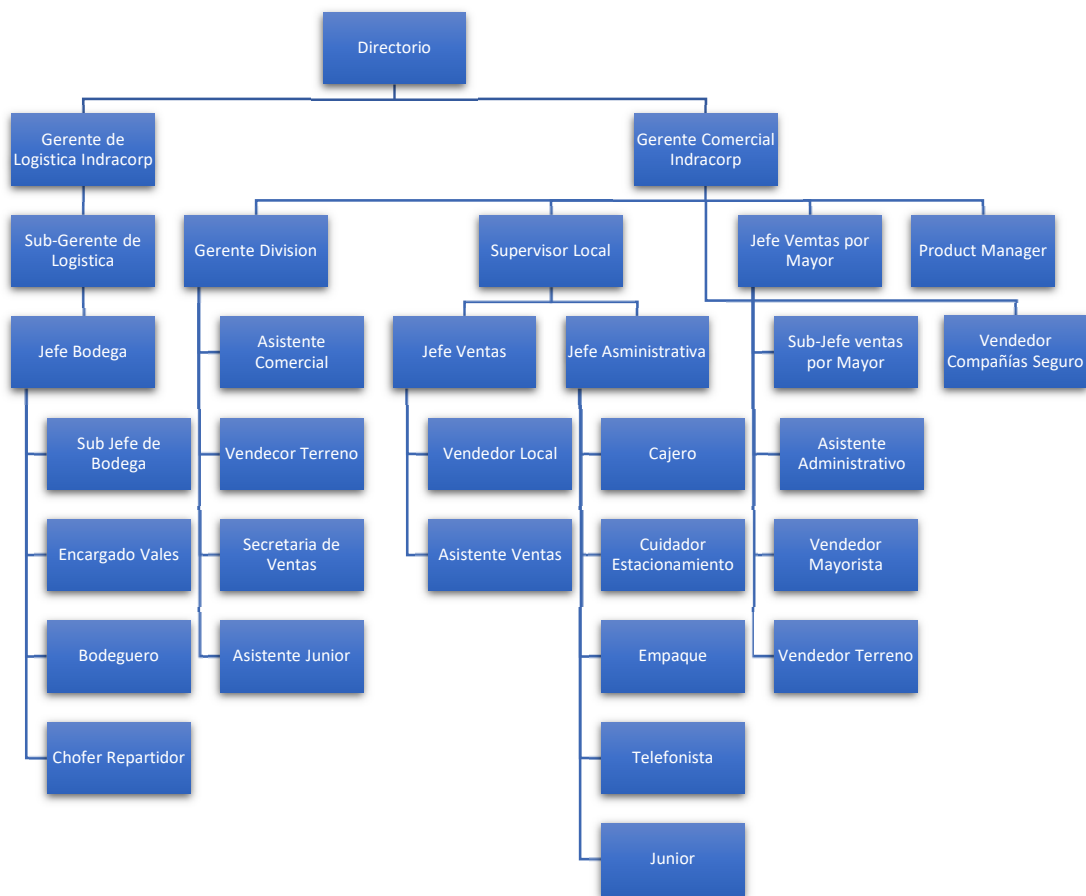 Directorio
Gerente de
Logistica Indracorp
Gerente Comercial
Indracorp
Sub-Gerente de
Logistica
Gerente Division
Supervisor Local
Jefe Vemtas por
Mayor
Product Manager
Jefe Bodega
Asistente
Comercial
Jefe Ventas
Jefe Asministrativa
Sub-Jefe ventas
por Mayor
Vendedor
Compañías Seguro
Sub Jefe de
Bodega
Vendecor Terreno
Vendedor Local
Cajero
Asistente
Administrativo
Encargado Vales
Secretaria de
Ventas
Asistente Ventas
Cuidador
Estacionamiento
Vendedor
Mayorista
Bodeguero
Asistente Junior
Empaque
Vendedor Terreno
Chofer Repartidor
Telefonista
Junior